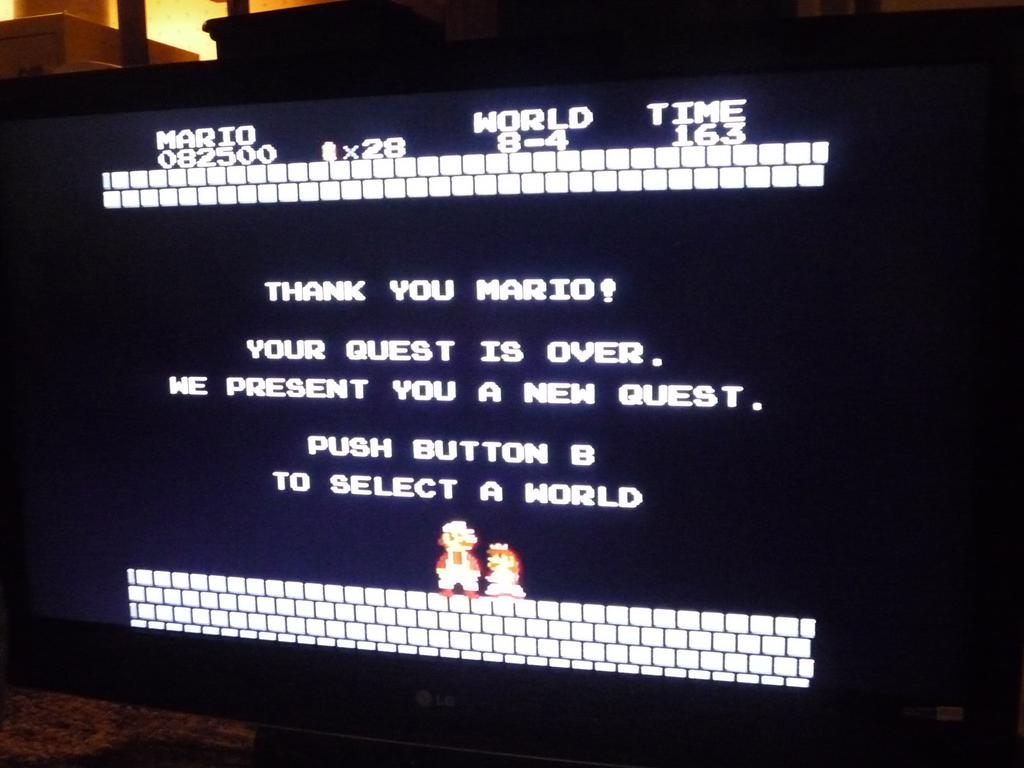 MARIO WORLD TIME
082500 ×28 8-4 163
THANK YOU MARIO!
YOUR QUEST IS OVER.
WE PRESENT YOU A NEW QUEST.
PUSH BUTTON B
TO SELECT A WORLD
LG